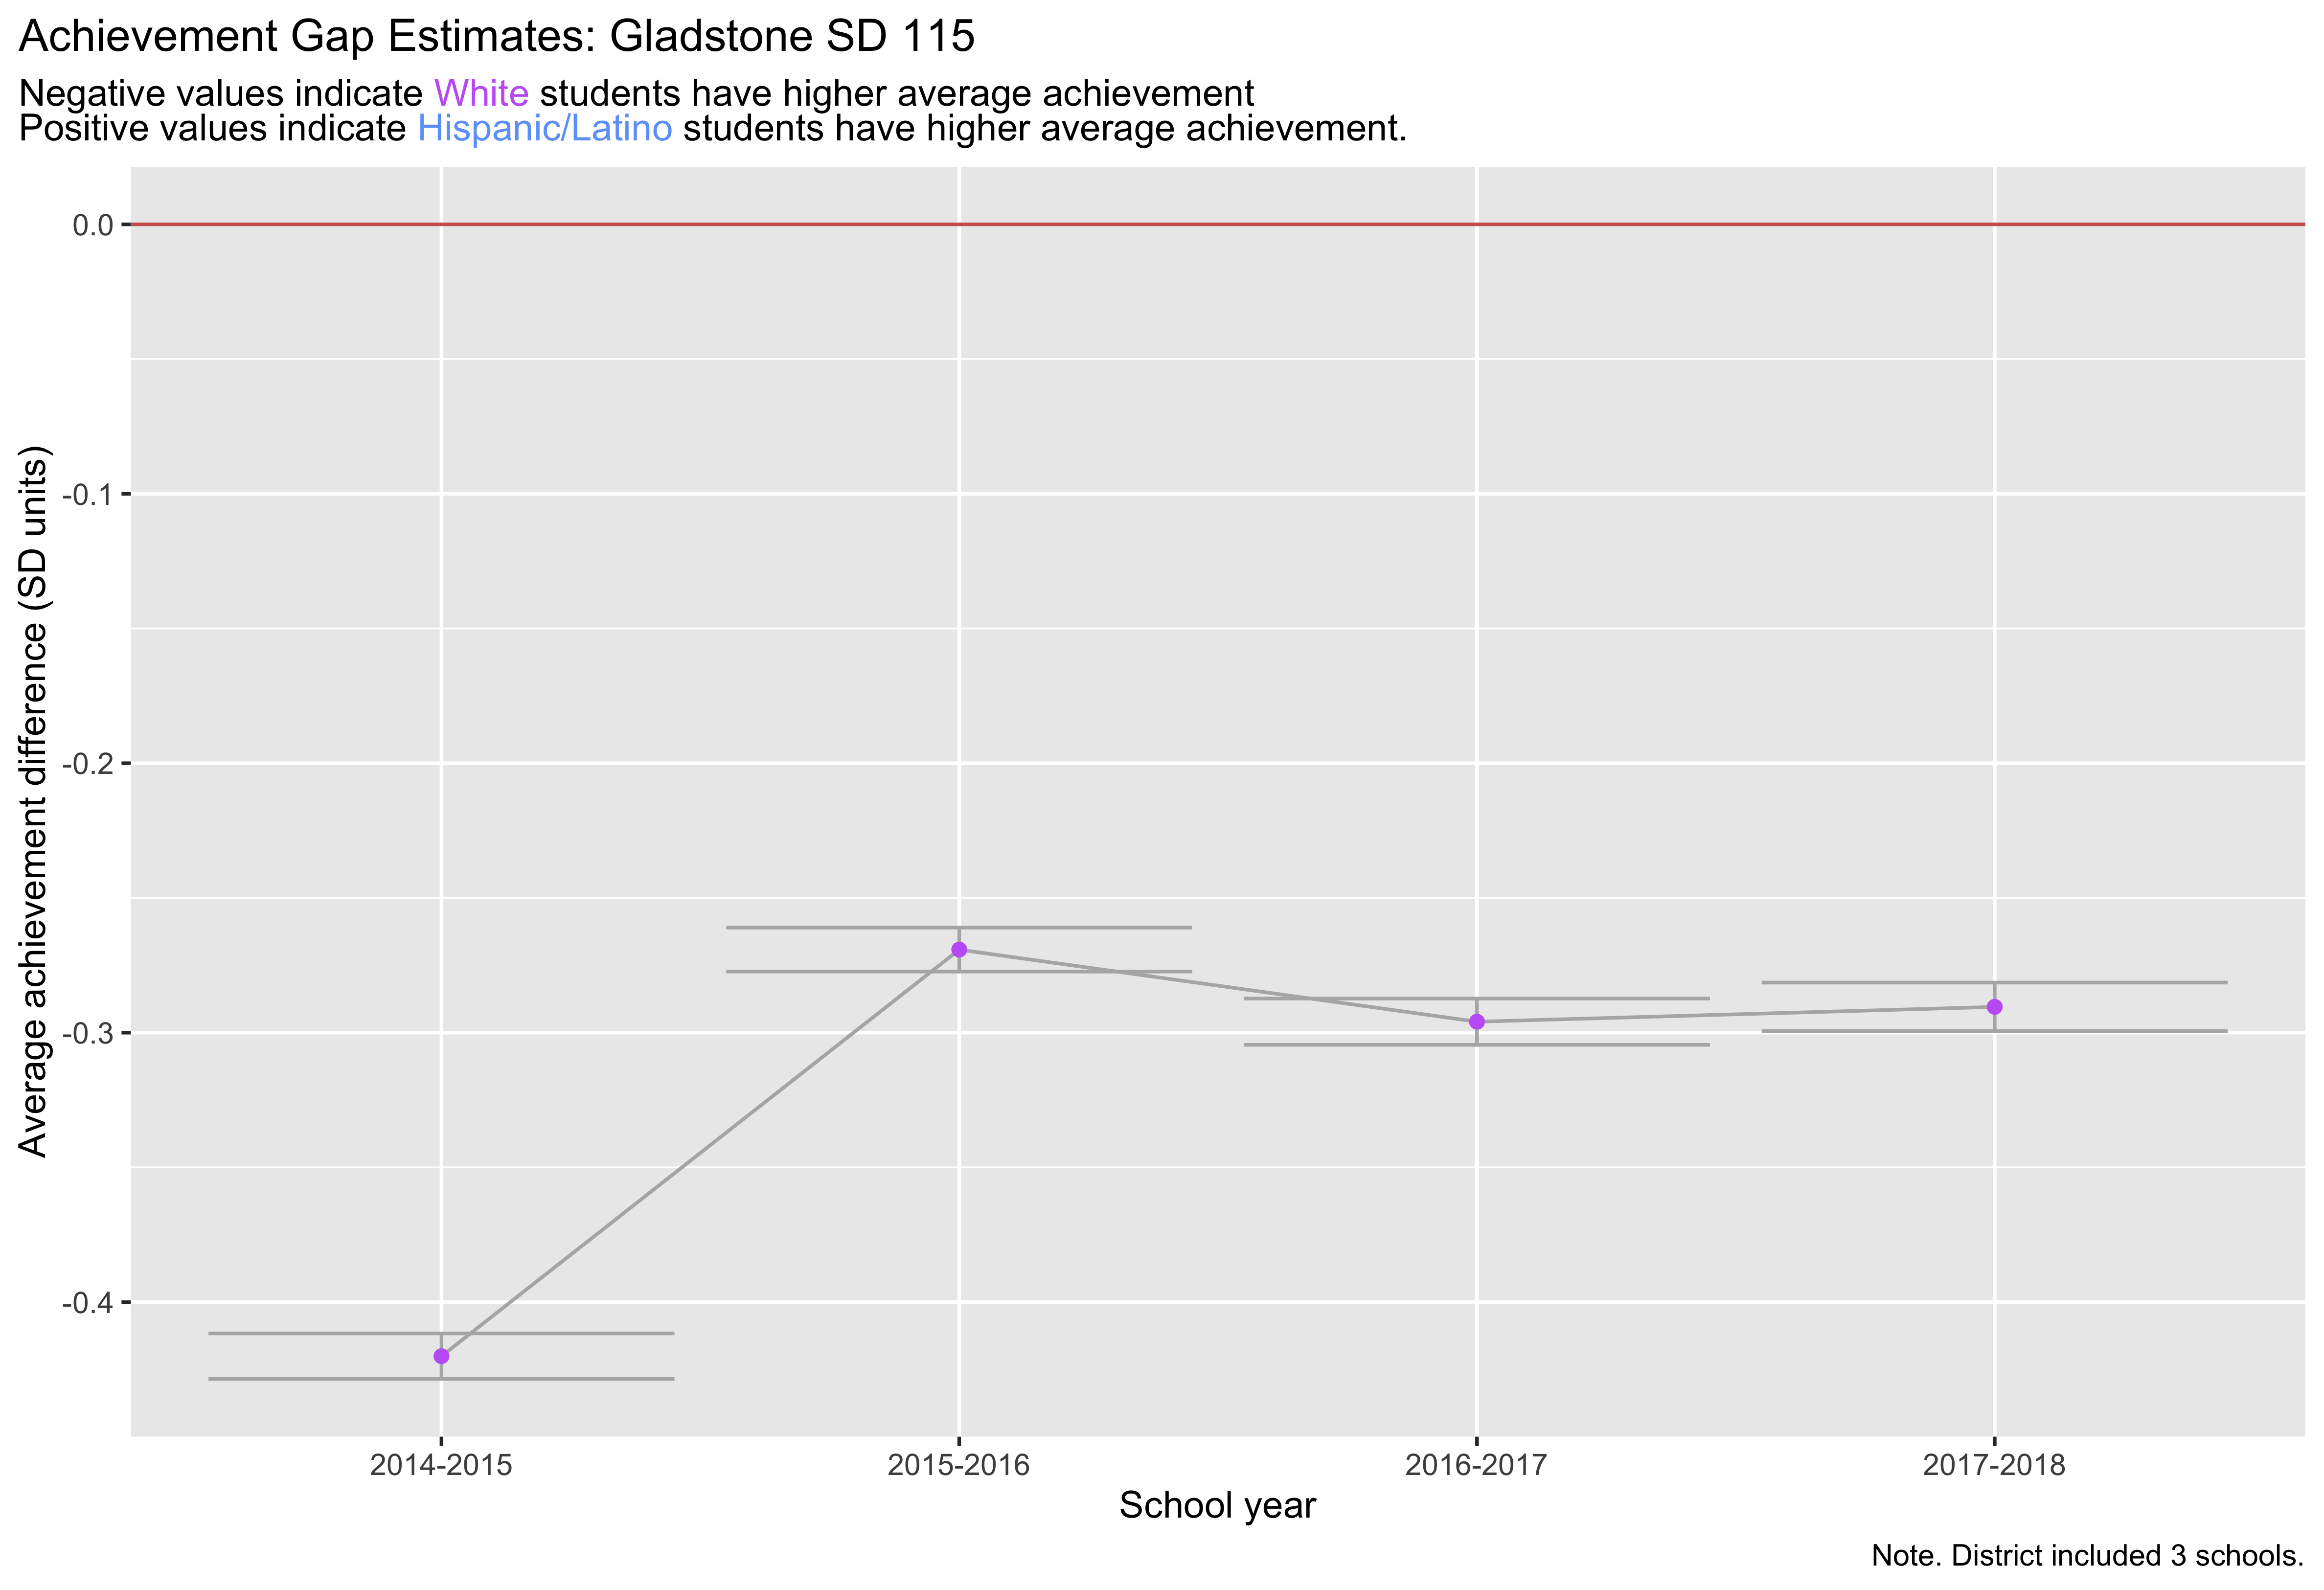 Achievement Gap Estimates: Gladstone SD 115
Negative values indicate White students have higher average achievement
Positive values indicate Hispanic/Latino students have higher average achievement.
Average achievement difference (SD units)
0.0
-0.1
-0.2
-0.3
-0.4
2014-2015
2015-2016
2016-2017
2017-2018
School year
Note. District included 3 schools.